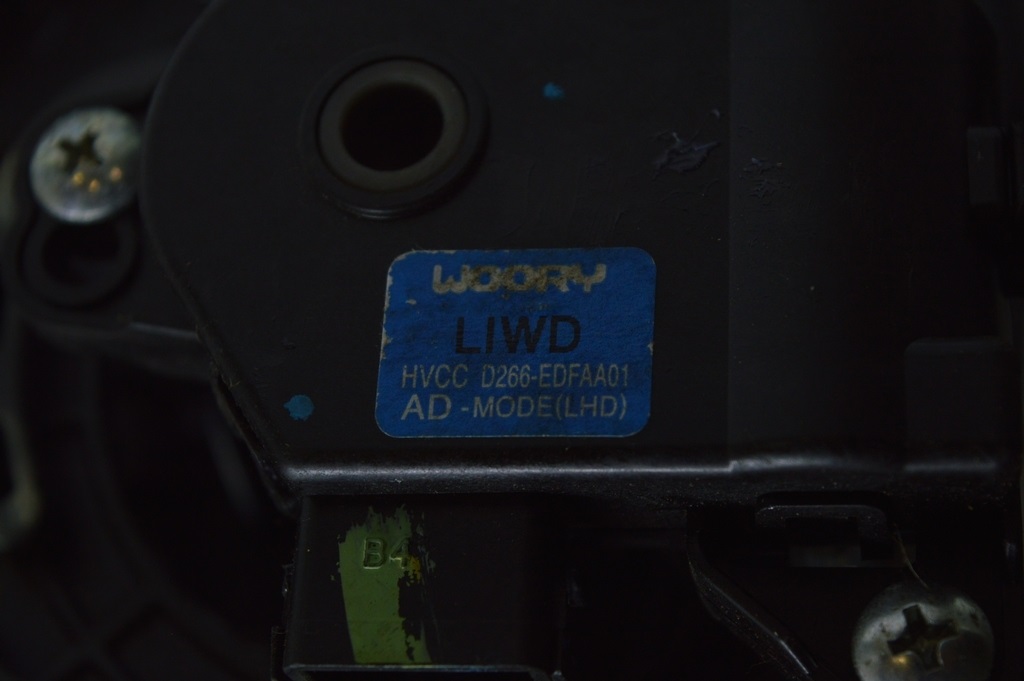 WOORY
LIWD
HVCC D266-EDFAA01
AD -MODE(LHD)
B4